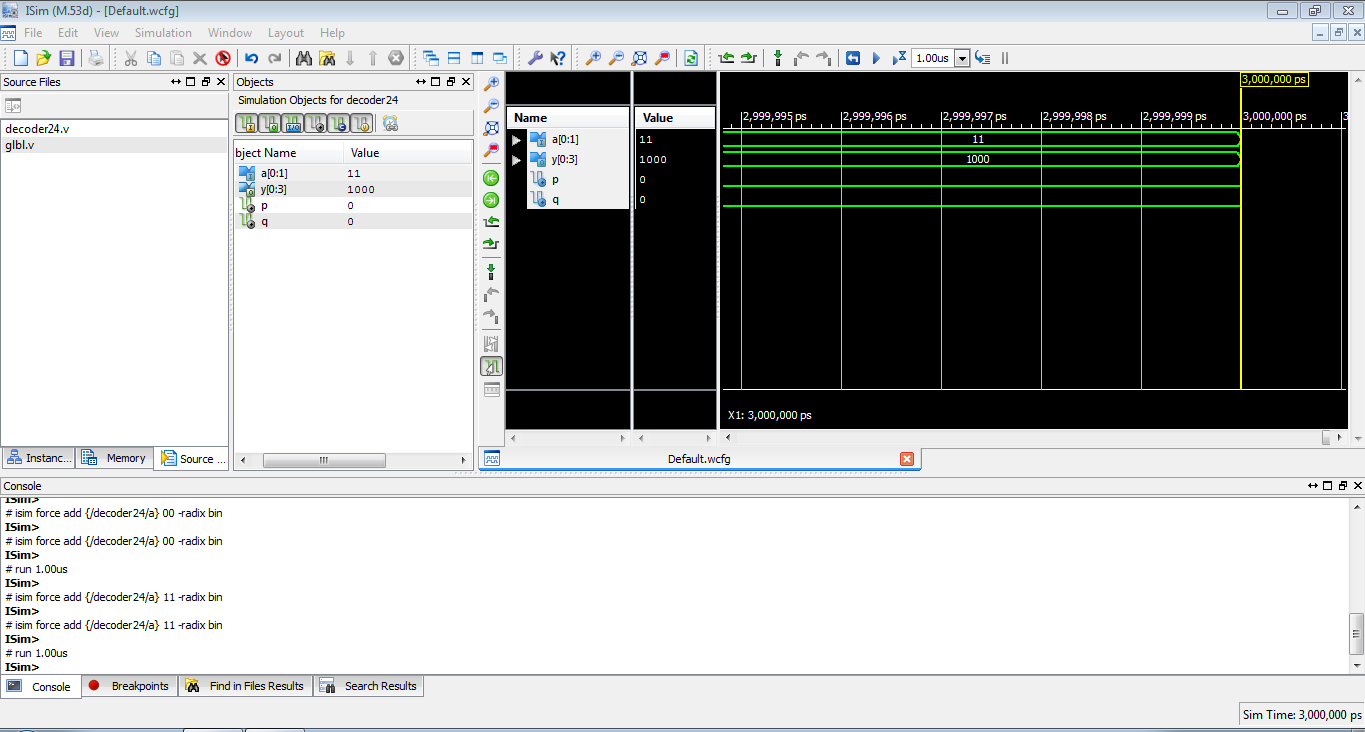 ISim (M.53d) - [Default.wcfg]
File Edit View Simulation Window Layout Help
1.00us
Source Files
decoder24.v
glbl.v
Instanc... Memory Source ...
Objects
Simulation Objects for decoder24
bject Name Value
a[0:1] 11
y[0:3] 1000
p 0
q 0
Name Value
a[0:1] 11
y[0:3] 1000
p 0
q 0
3,000,000 ps
2,999,995 ps 2,999,996 ps 2,999,997 ps 2,999,998 ps 2,999,999 ps 3,000,000 ps 3
11
1000
X1: 3,000,000 ps
Default.wcfg
Console
ISim>
# isim force add {/decoder24/a} 00 -radix bin
ISim>
# isim force add {/decoder24/a} 00 -radix bin
ISim>
# run 1.00us
ISim>
# isim force add {/decoder24/a} 11 -radix bin
ISim>
# isim force add {/decoder24/a} 11 -radix bin
ISim>
# run 1.00us
ISim>
Console Breakpoints Find in Files Results Search Results
Sim Time: 3,000,000 ps